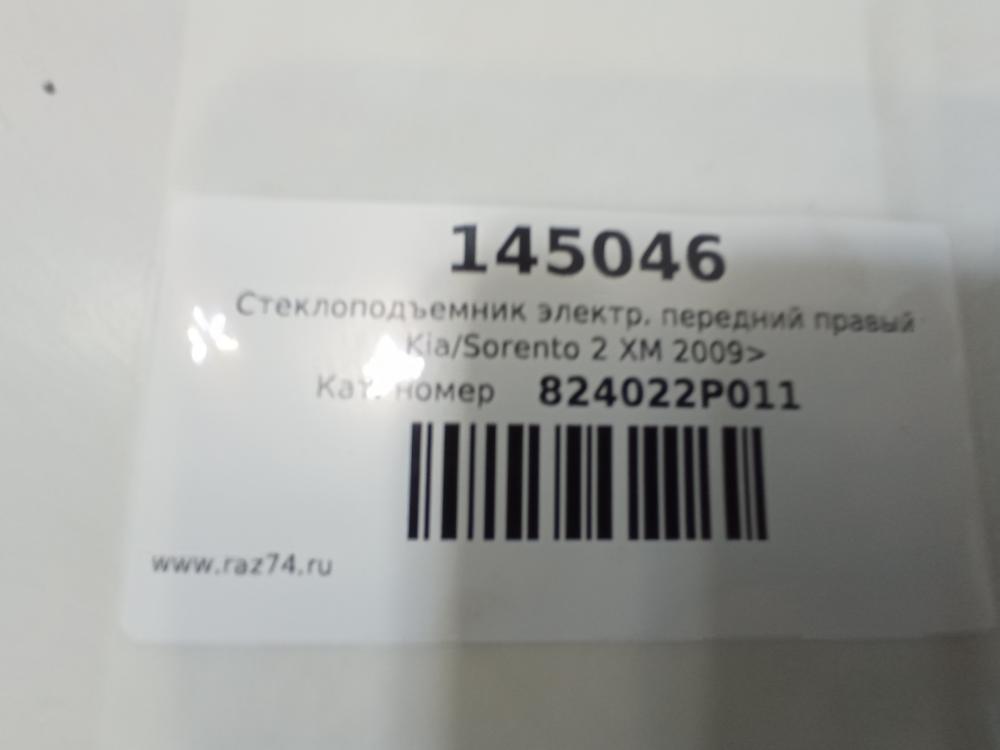 145046
Стеклоподъемник электр. передний правый
Kia/Sorento 2 XM 2009>
Кат. номер 824022P011
www.raz74.ru